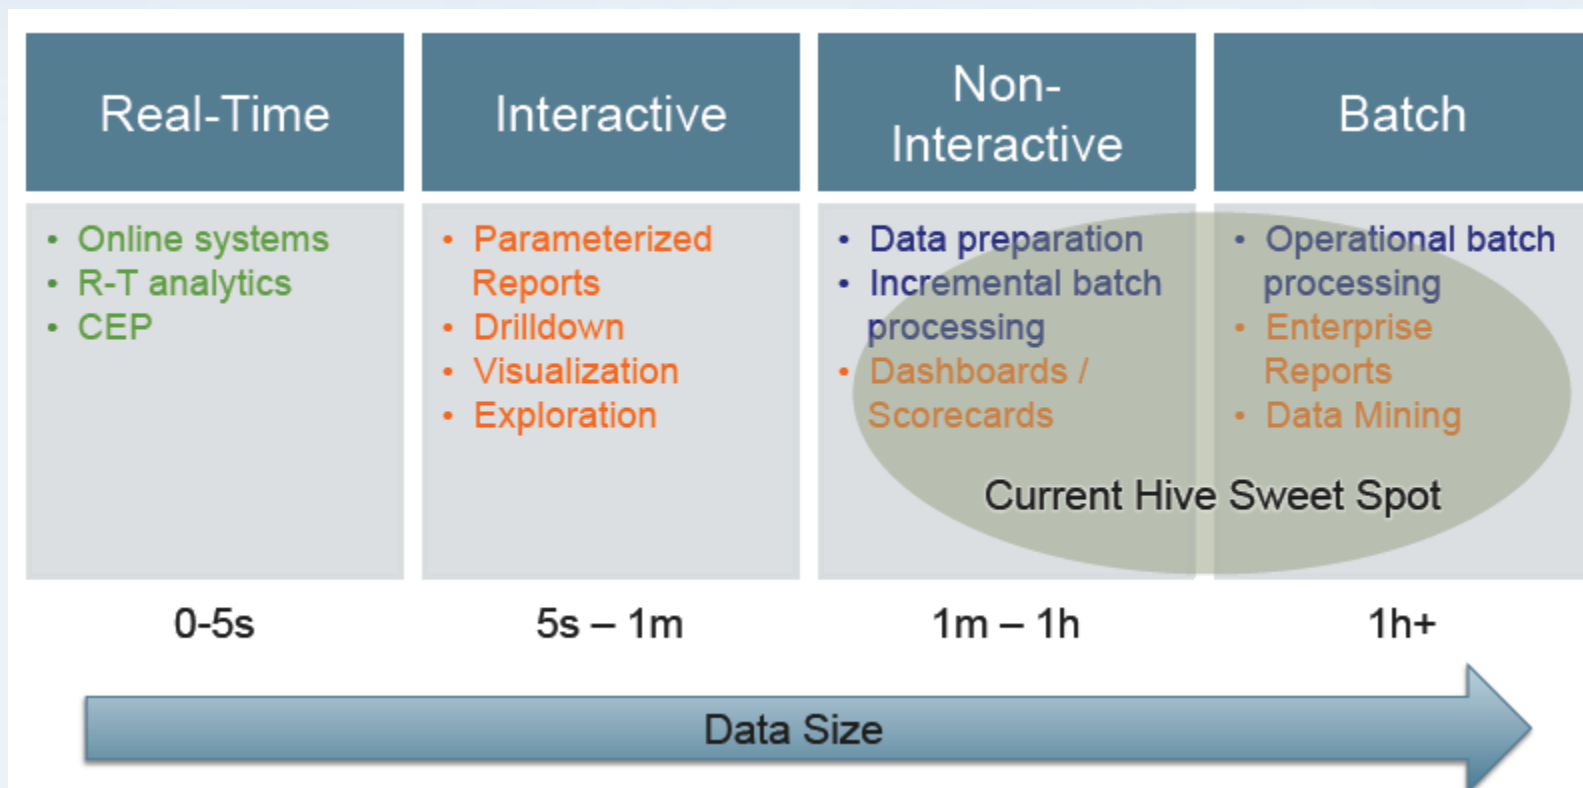 Real-Time
Interactive
Non-
Interactive
Batch
• Online systems
• R-T analytics
• CEP
• Parameterized
Reports
• Drilldown
• Visualization
• Exploration
• Data preparation
• Incremental batch
processing
• Dashboards /
Scorecards
• Operational batch
processing
• Enterprise
Reports
• Data Mining
Current Hive Sweet Spot
0-5s
5s – 1m
1m – 1h
1h+
Data Size